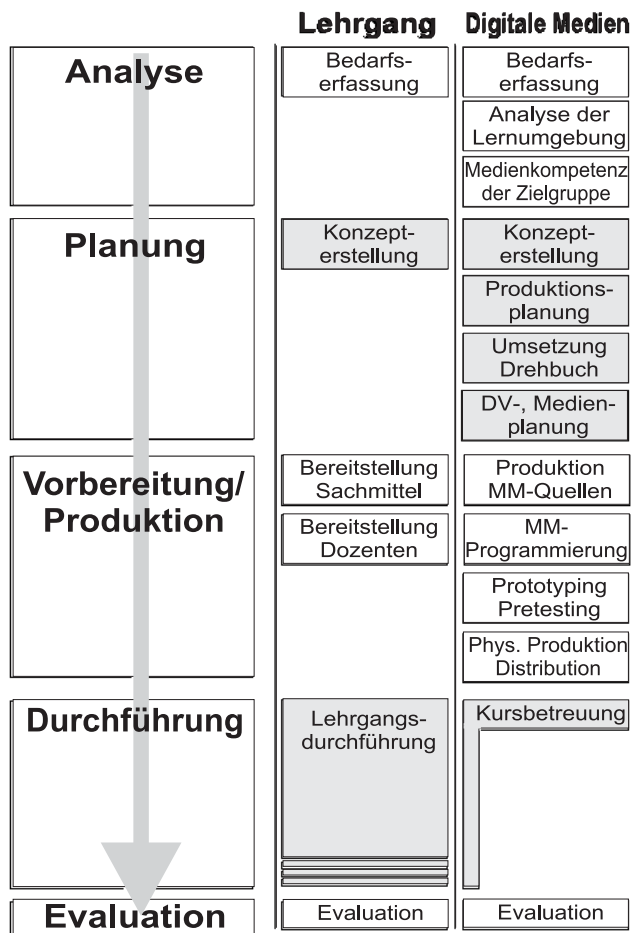 Lehrgang
Digitale Medien
Analyse
Bedarfs-
erfassung
Bedarfs-
erfassung
Analyse der
Lernumgebung
Medienkompetenz
der Zielgruppe
Planung
Konzept-
erstellung
Konzept-
erstellung
Produktions-
planung
Umsetzung
Drehbuch
DV-, Medien-
planung
Vorbereitung/
Produktion
Bereitstellung
Sachmittel
Bereitstellung
Dozenten
Produktion
MM-Quellen
MM-
Programmierung
Prototyping
Pretesting
Phys. Produktion
Distribution
Durchführung
Lehrgangs-
durchführung
Kursbetreuung
Evaluation
Evaluation
Evaluation